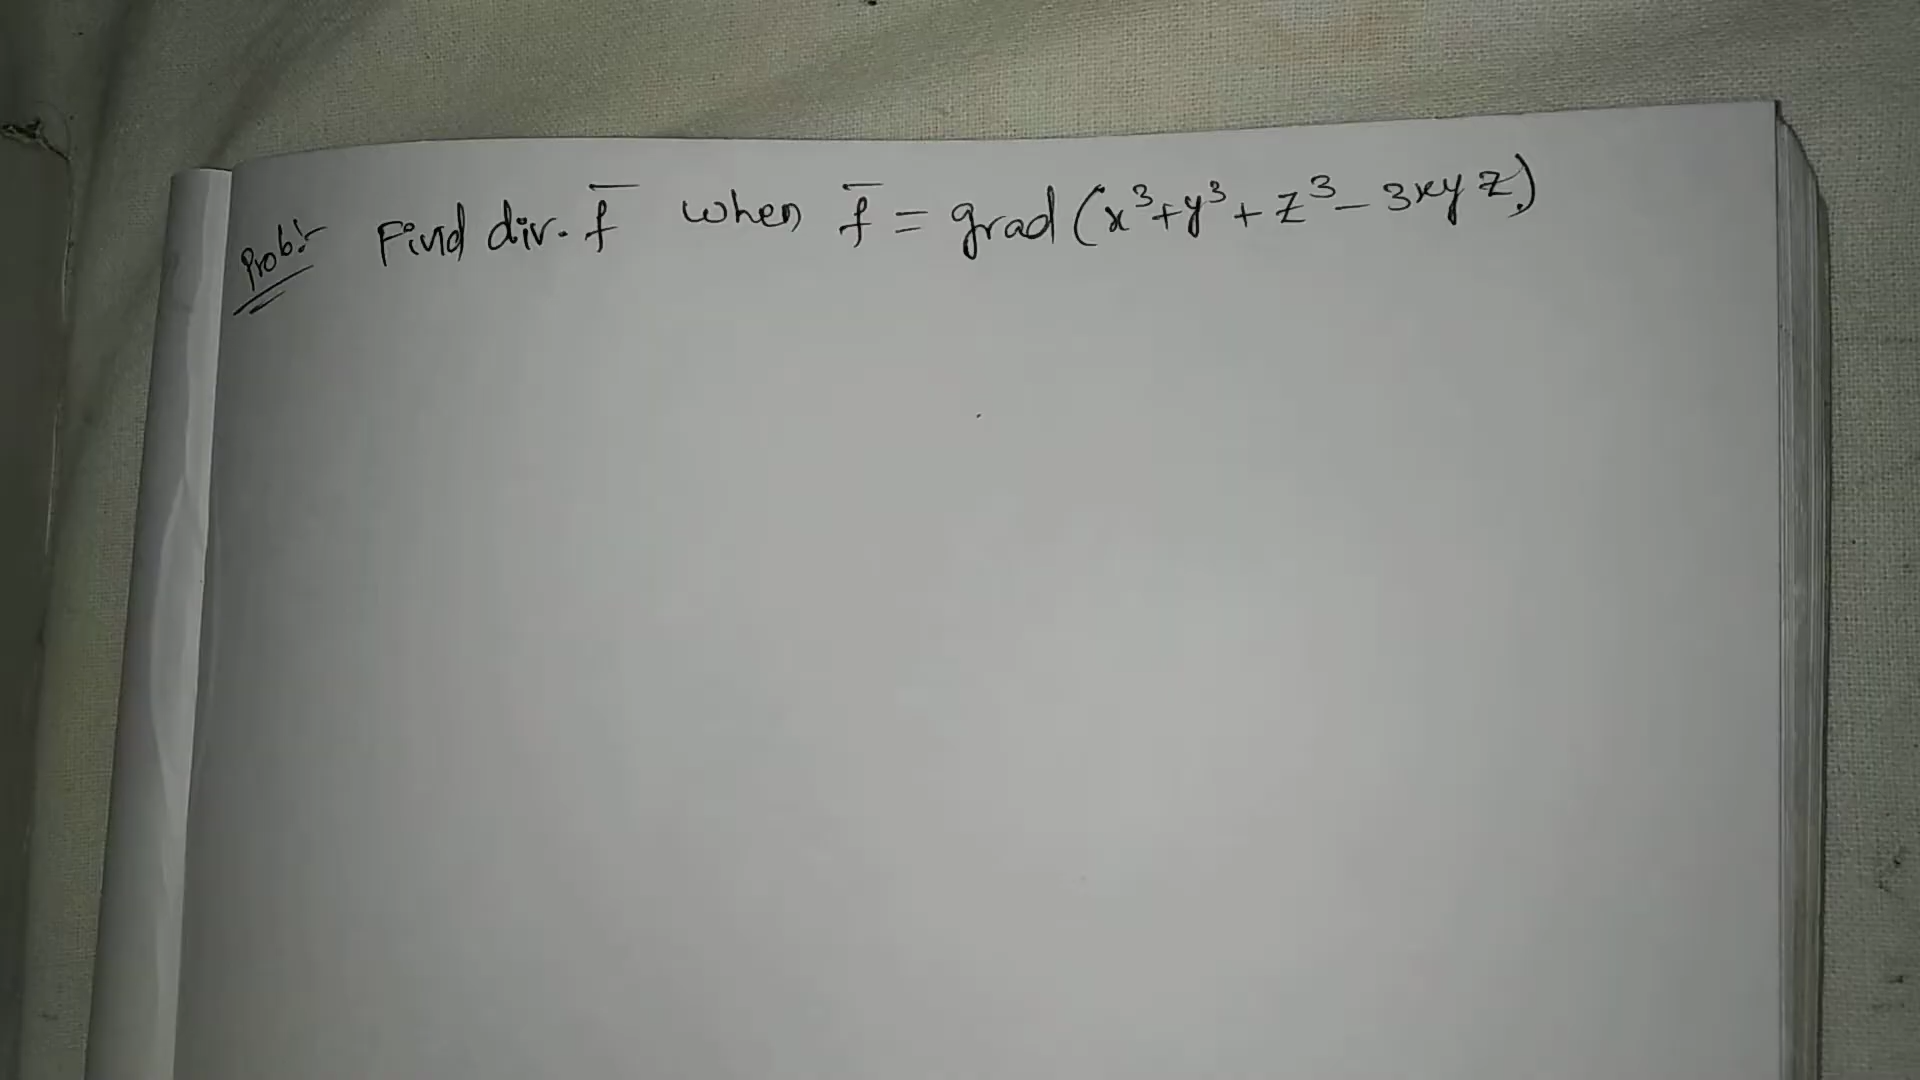 Prob:- Find div. f̅ when f̅ = grad (x³+y³+z³-3xyz)